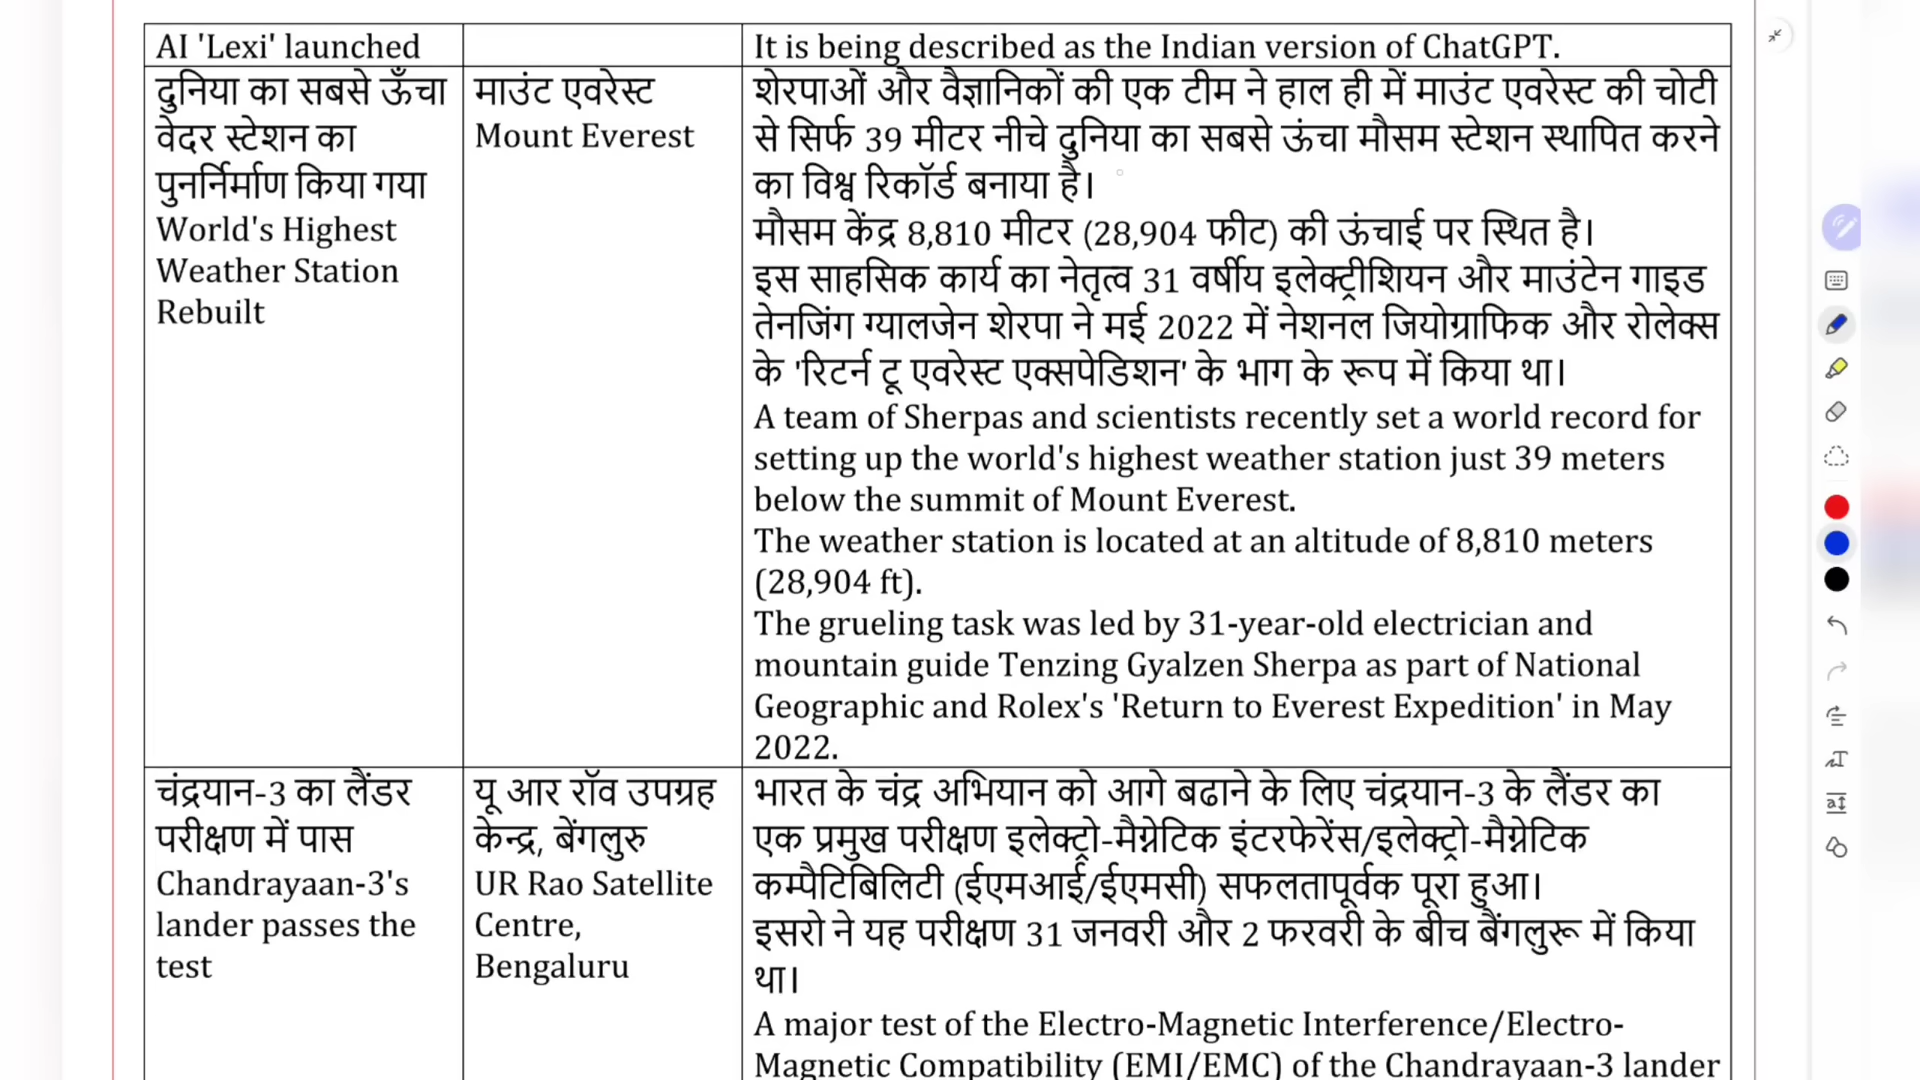 AI 'Lexi' launched
It is being described as the Indian version of ChatGPT.
दुनिया का सबसे ऊँचा
वेदर स्टेशन का
पुनर्निर्माण किया गया
World's Highest
Weather Station
Rebuilt
माउंट एवरेस्ट
Mount Everest
शेरपाओं और वैज्ञानिकों की एक टीम ने हाल ही में माउंट एवरेस्ट की चोटी
से सिर्फ 39 मीटर नीचे दुनिया का सबसे ऊंचा मौसम स्टेशन स्थापित करने
का विश्व रिकॉर्ड बनाया है।
मौसम केंद्र 8,810 मीटर (28,904 फीट) की ऊंचाई पर स्थित है।
इस साहसिक कार्य का नेतृत्व 31 वर्षीय इलेक्ट्रीशियन और माउंटेन गाइड
तेनजिंग ग्यालजेन शेरपा ने मई 2022 में नेशनल जियोग्राफिक और रोलेक्स
के 'रिटर्न टू एवरेस्ट एक्सपेडिशन' के भाग के रूप में किया था।
A team of Sherpas and scientists recently set a world record for
setting up the world's highest weather station just 39 meters
below the summit of Mount Everest.
The weather station is located at an altitude of 8,810 meters
(28,904 ft).
The grueling task was led by 31-year-old electrician and
mountain guide Tenzing Gyalzen Sherpa as part of National
Geographic and Rolex's 'Return to Everest Expedition' in May
2022.
चंद्रयान-3 का लैंडर
परीक्षण में पास
Chandrayaan-3's
lander passes the
test
यू आर रॉव उपग्रह
केन्द्र, बेंगलुरु
UR Rao Satellite
Centre,
Bengaluru
भारत के चंद्र अभियान को आगे बढाने के लिए चंद्रयान-3 के लैंडर का
एक प्रमुख परीक्षण इलेक्ट्रो-मैग्नेटिक इंटरफेरेंस/इलेक्ट्रो-मैग्नेटिक
कम्पैटिबिलिटी (ईएमआई/ईएमसी) सफलतापूर्वक पूरा हुआ।
इसरो ने यह परीक्षण 31 जनवरी और 2 फरवरी के बीच बैंगलुरू में किया
था।
A major test of the Electro-Magnetic Interference/Electro-
Magnetic Compatibility (EMI/EMC) of the Chandrayaan-3 lander